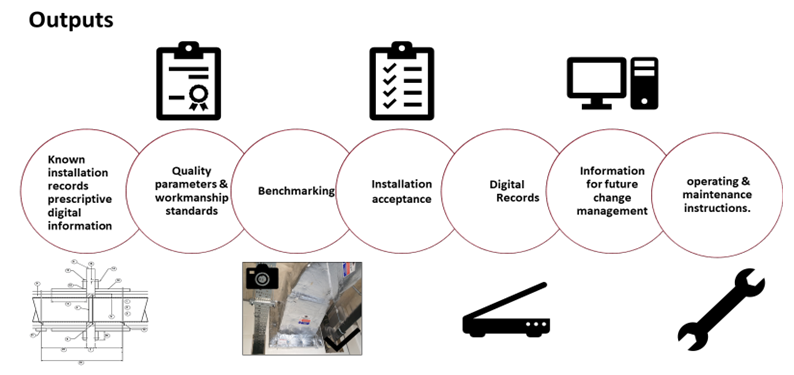 Outputs
Known
installation
records
prescriptive
digital
information
Quality
parameters &
workmanship
standards
Benchmarking
Installation
acceptance
Digital
Records
Information
for future
change
management
operating &
maintenance
instructions.